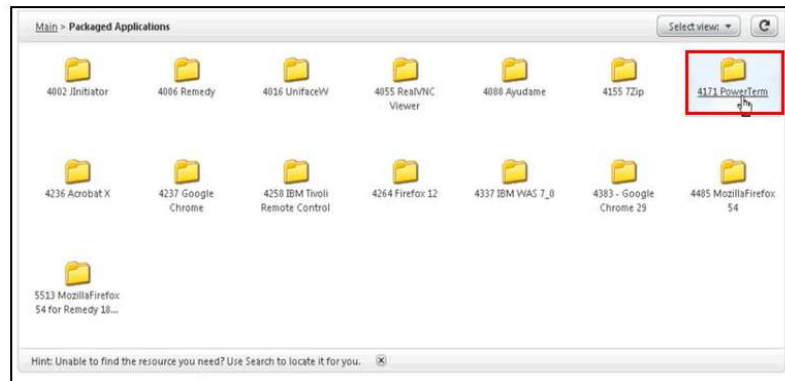 Main > Packaged Applications
Select view:
4002 JInitiator
4006 Remedy
4016 UnifaceW
4055 RealVNC
Viewer
4088 Ayudame
4155 7Zip
4171 PowerTerm
4236 Acrobat X
4237 Google
Chrome
4258 IBM Tivoli
Remote Control
4264 Firefox 12
4337 IBM WAS 7_0
4383 - Google
Chrome 29
4485 MozillaFirefox
54
5513 MozillaFirefox
54 for Remedy 18...
Hint: Unable to find the resource you need? Use Search to locate it for you.